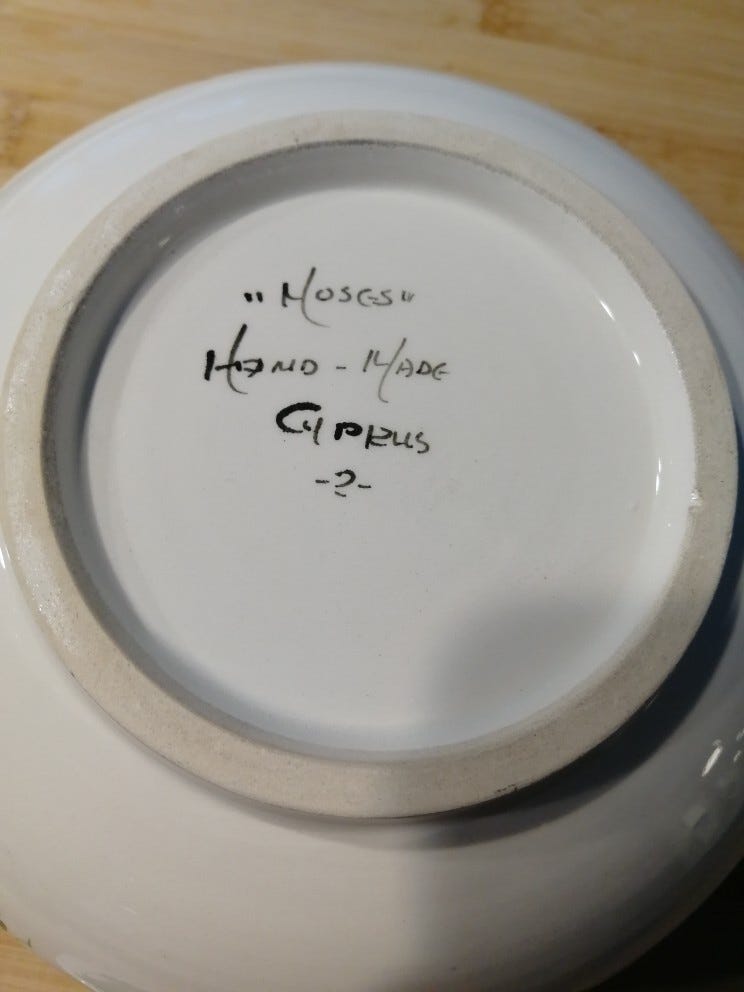 "MOSES"
HAND-MADE
CYPRUS
-2-